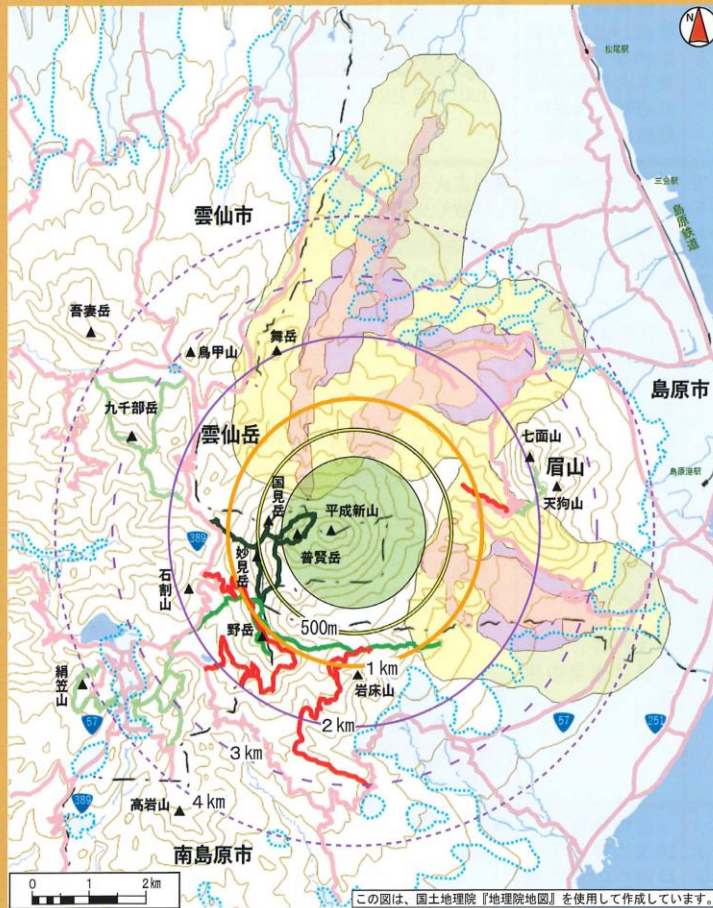 N
松尾駅
三会駅
島原鉄道
雲仙市
吾妻岳
鳥甲山
舞岳
九千部岳
雲仙岳
島原市
七面山
眉山
島原港駅
天狗山
国見岳
平成新山
普賢岳
389
妙見岳
石割山
500m
野岳
1km
岩床山
絹笠山
57
2km
57
251
3km
389
高岩山
4km
南島原市
0 1 2km
この図は、国土地理院『地理院地図』を使用して作成しています。